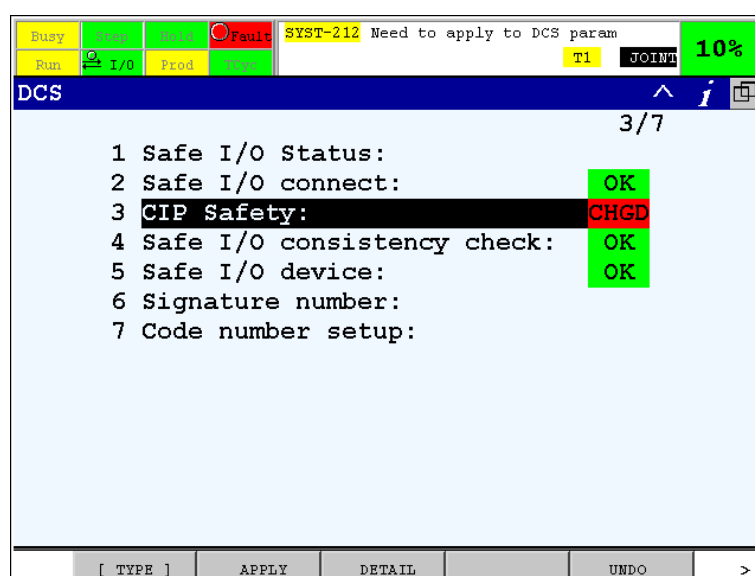 Busy Step Hold Fault SYST-212 Need to apply to DCS param
Run I/O Prod TCyc T1 JOINT 10%
DCS
3/7
1 Safe I/O Status:
2 Safe I/O connect: OK
3 CIP Safety: CHGD
4 Safe I/O consistency check: OK
5 Safe I/O device: OK
6 Signature number:
7 Code number setup:
[ TYPE ] APPLY DETAIL UNDO >